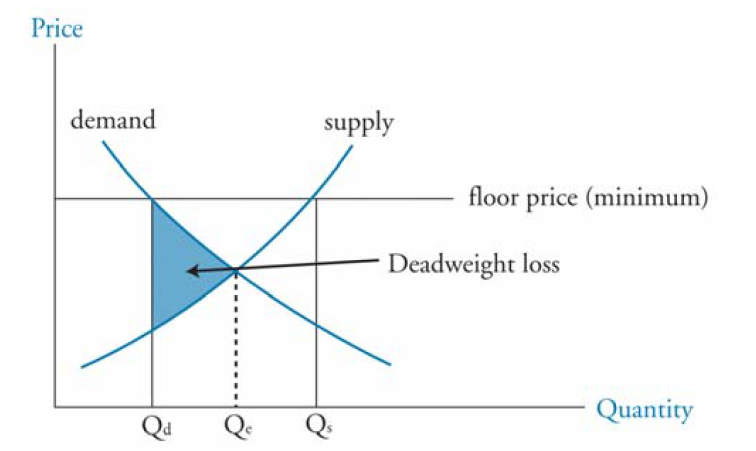 Price
demand
supply
floor price (minimum)
Deadweight loss
Qd
Qe
Qs
Quantity